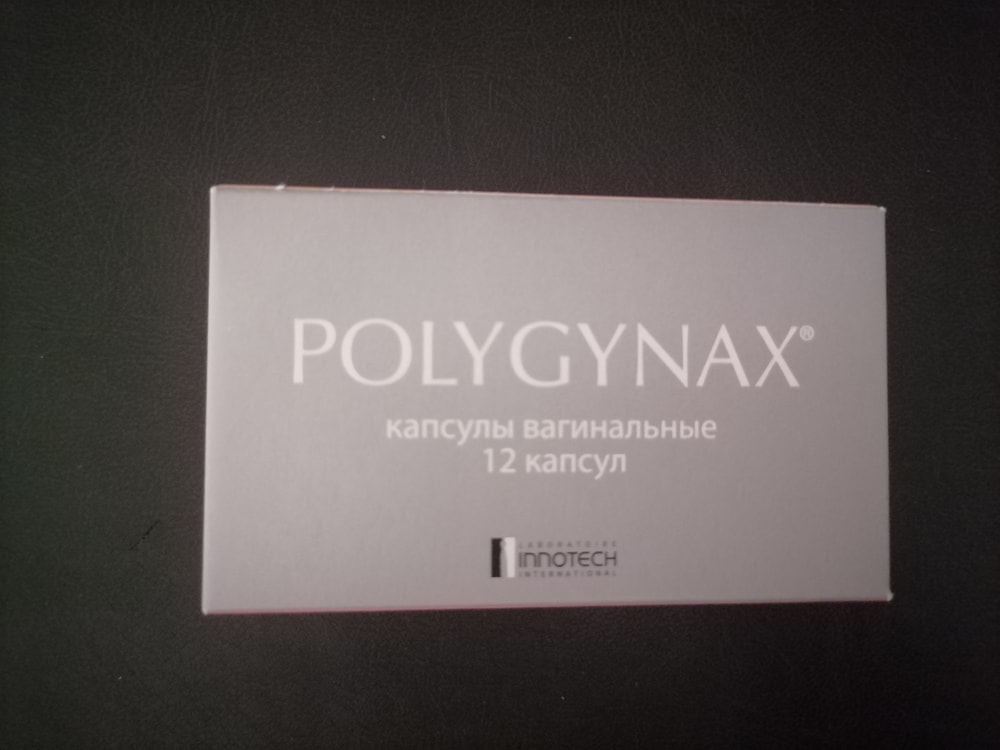 POLYGYNAX®
капсулы вагинальные
12 капсул
LABORATOIRE
INNOTECH
INTERNATIONAL